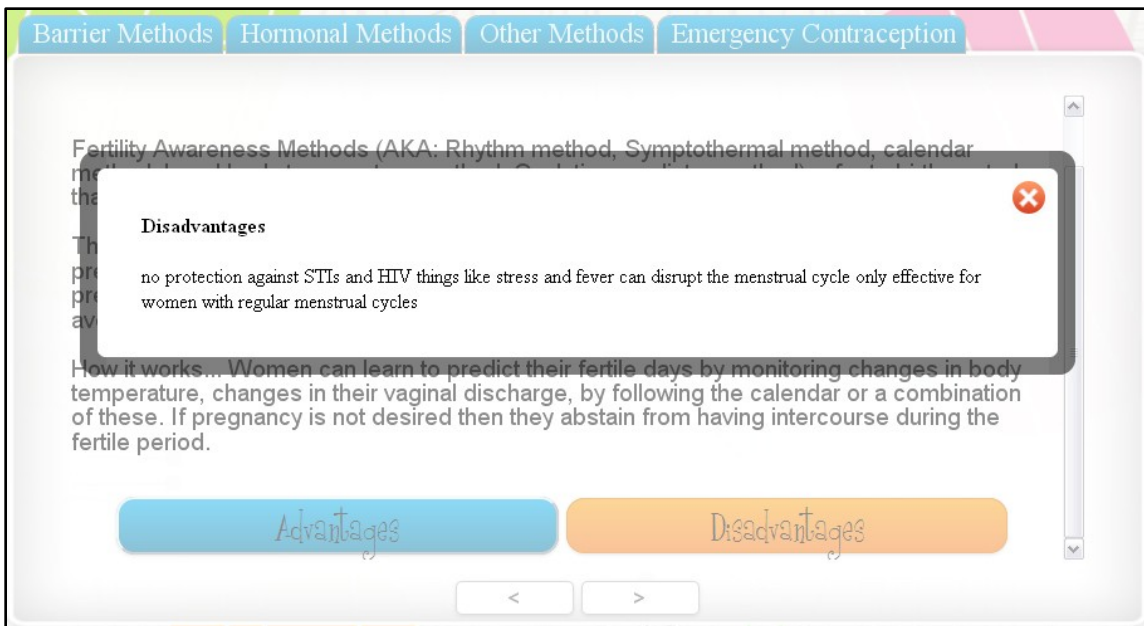 Barrier Methods Hormonal Methods Other Methods Emergency Contraception
Fertility Awareness Methods (AKA: Rhythm method, Symptothermal method, calendar
Disadvantages
no protection against STIs and HIV things like stress and fever can disrupt the menstrual cycle only effective for
women with regular menstrual cycles
How it works... Women can learn to predict their fertile days by monitoring changes in body
temperature, changes in their vaginal discharge, by following the calendar or a combination
of these. If pregnancy is not desired then they abstain from having intercourse during the
fertile period.
Advantages Disadvantages
< >